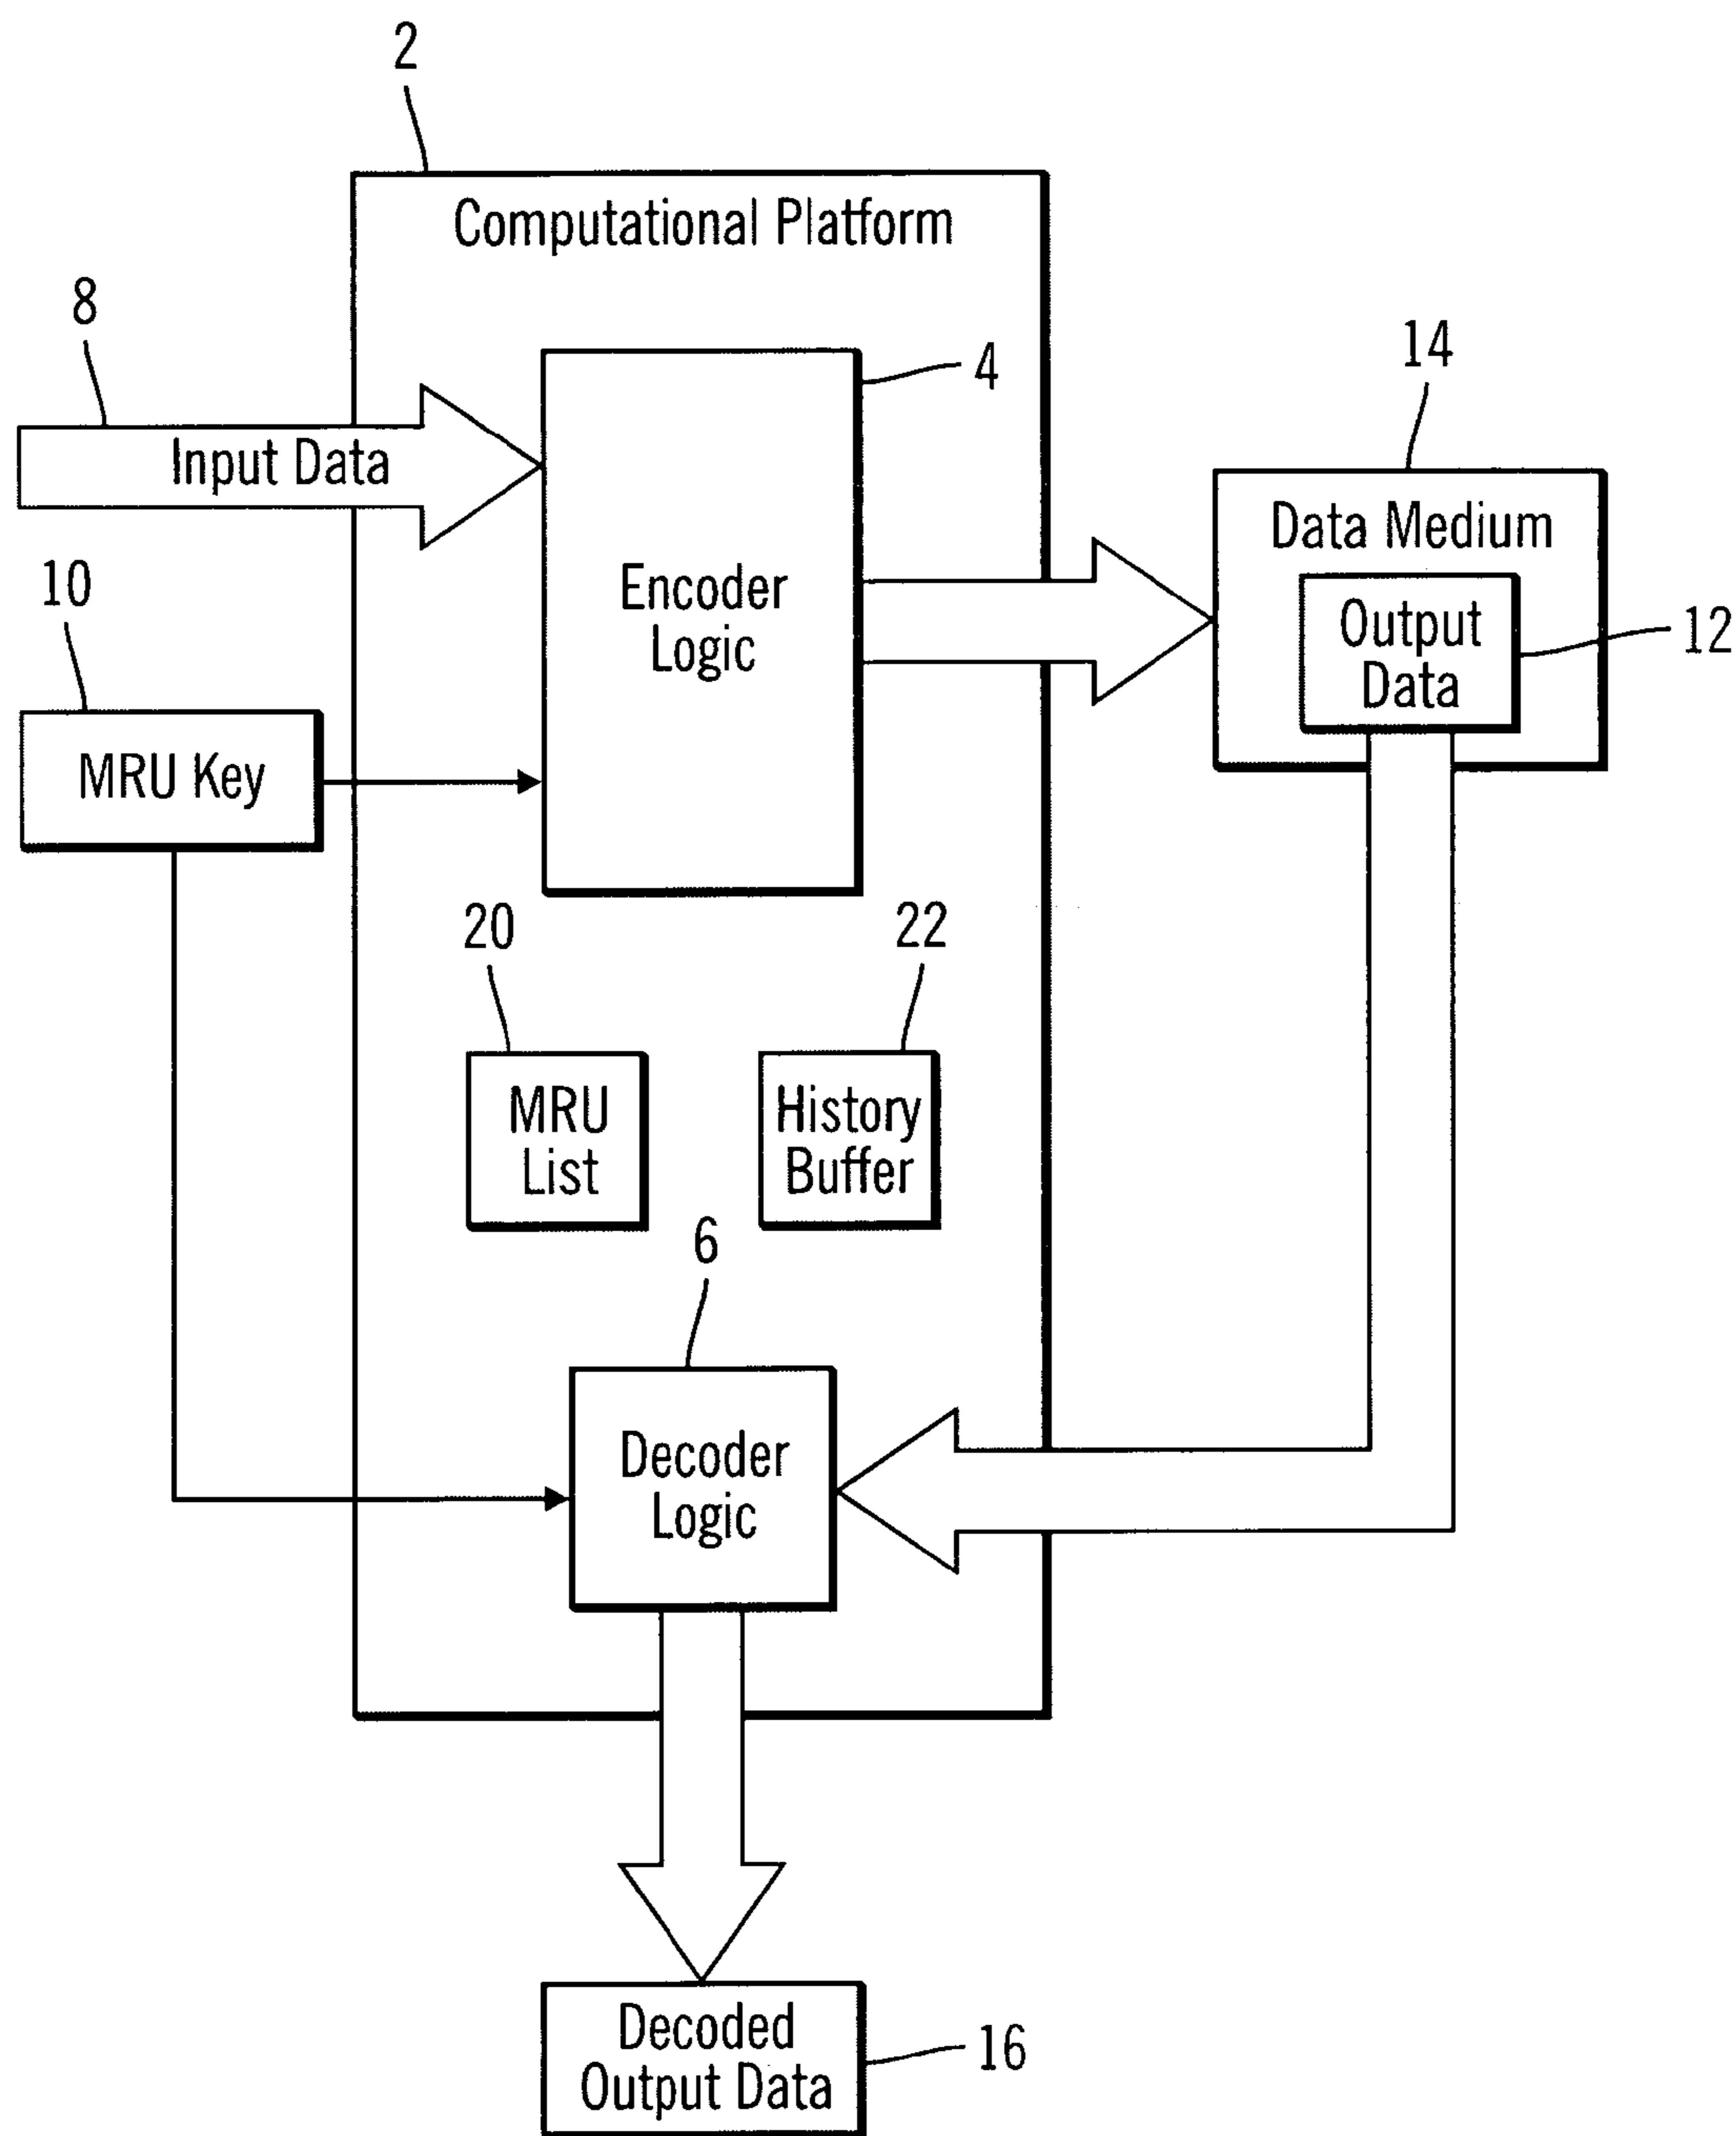 2
Computational Platform
8
4
14
Input Data
Data Medium
10
Encoder
Logic
Output
Data
12
MRU Key
20
22
MRU
List
History
Buffer
6
Decoder
Logic
Decoded
Output Data
16